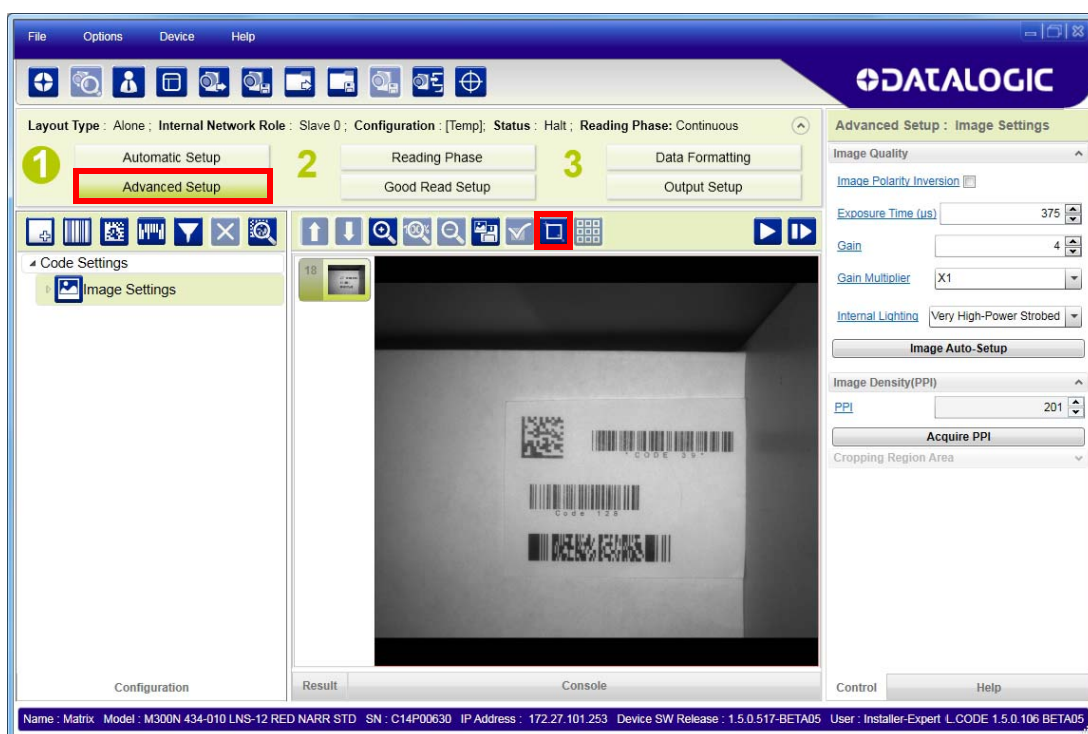 File Options Device Help
DATALOGIC
Layout Type : Alone ; Internal Network Role : Slave 0 ; Configuration : [Temp]; Status : Halt ; Reading Phase: Continuous
1 Automatic Setup 2 Reading Phase 3 Data Formatting
Advanced Setup Good Read Setup Output Setup
100%
Code Settings
Image Settings
18
*CODE 39*
Code 128
Configuration
Result Console
Advanced Setup : Image Settings
Image Quality
Image Polarity Inversion
Exposure Time (µs) 375
Gain 4
Gain Multiplier X1
Internal Lighting Very High-Power Strobed
Image Auto-Setup
Image Density(PPI)
PPI 201
Acquire PPI
Cropping Region Area
Control Help
Name : Matrix Model : M300N 434-010 LNS-12 RED NARR STD SN : C14P00630 IP Address : 172.27.101.253 Device SW Release : 1.5.0.517-BETA05 User : Installer-Expert L.CODE 1.5.0.106 BETA05